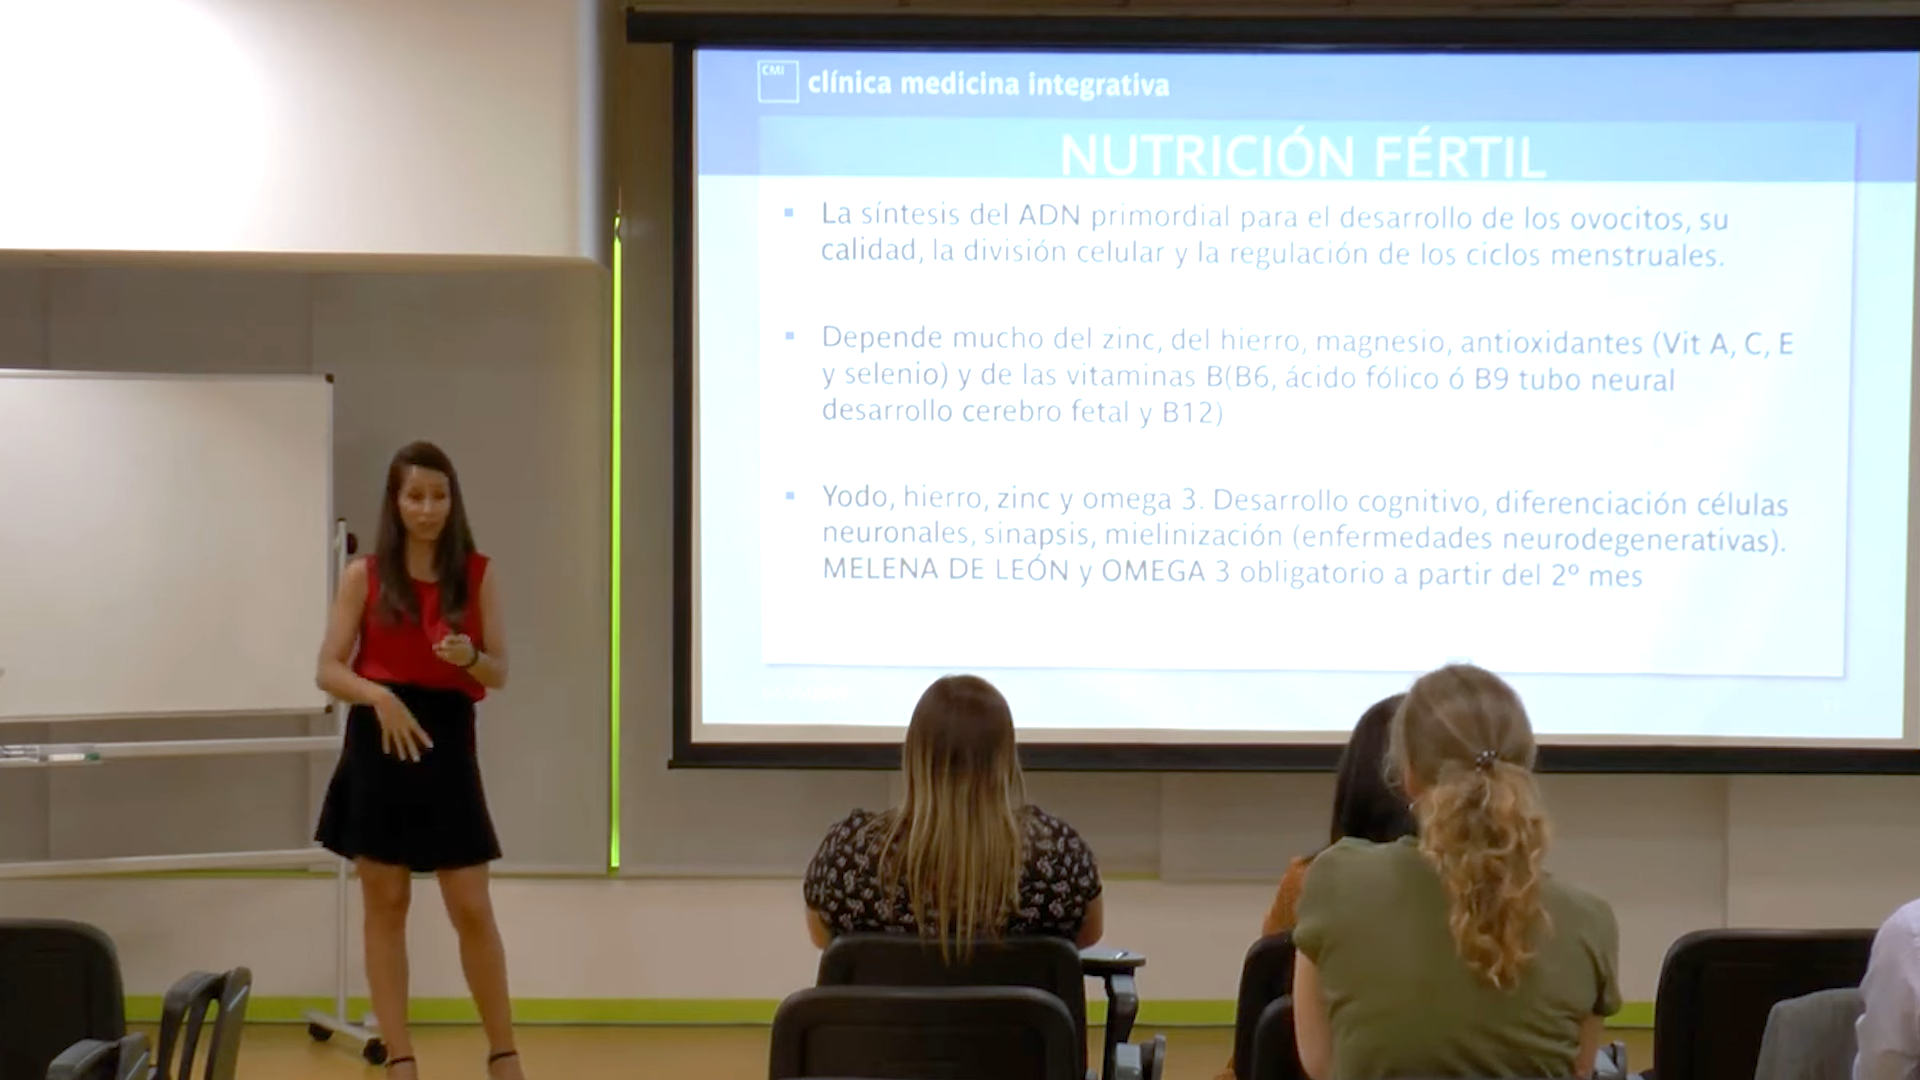 CMI
clínica medicina integrativa
NUTRICIÓN FÉRTIL
La síntesis del ADN primordial para el desarrollo de los ovocitos, su
calidad, la división celular y la regulación de los ciclos menstruales.
Depende mucho del zinc, del hierro, magnesio, antioxidantes (Vit A, C, E
y selenio) y de las vitaminas B(B6, ácido fólico ó B9 tubo neural
desarrollo cerebro fetal y B12)
Yodo, hierro, zinc y omega 3. Desarrollo cognitivo, diferenciación células
neuronales, sinapsis, mielinización (enfermedades neurodegenerativas).
MELENA DE LEÓN y OMEGA 3 obligatorio a partir del 2º mes